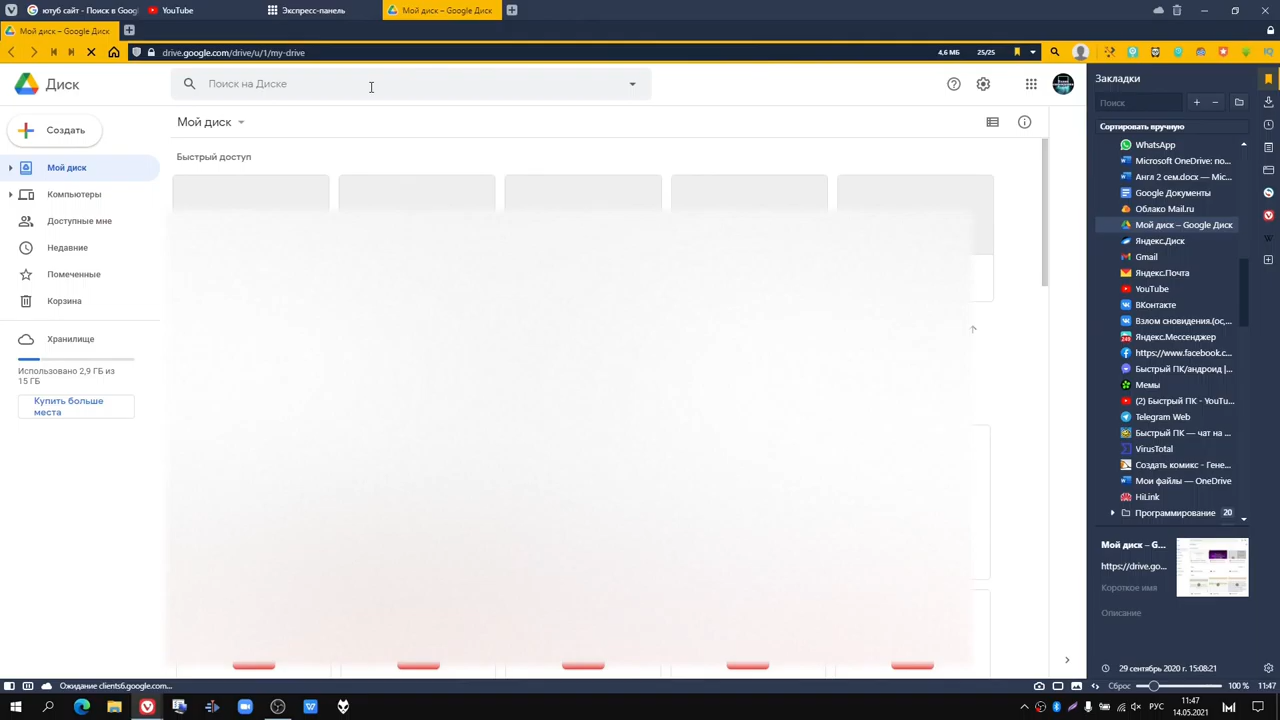 ютуб сайт - Поиск в Goog
YouTube
Экспресс-панель
Мой диск – Google Диск
Мой диск – Google Диск
drive.google.com/drive/u/1/my-drive
4,6 МБ
25/25
Диск
Поиск на Диске
Создать
Мой диск
Компьютеры
Доступные мне
Недавние
Помеченные
Корзина
Хранилище
Использовано 2,9 ГБ из
15 ГБ
Купить больше
места
Мой диск
Быстрый доступ
Закладки
Поиск
Сортировать вручную
WhatsApp
Microsoft OneDrive: по...
Англ 2 сем.docx — Mic...
Google Документы
Облако Mail.ru
Мой диск – Google Диск
Яндекс.Диск
Gmail
Яндекс.Почта
YouTube
ВКонтакте
Взлом сновидения.(ос,...
Яндекс.Мессенджер
https://www.facebook.c...
Быстрый ПК/андроид |...
Мемы
(2) Быстрый ПК - YouTu...
Telegram Web
Быстрый ПК — чат на ...
VirusTotal
Создать комикс - Гене...
Мои файлы — OneDrive
HiLink
Программирование 20
Мой диск – G...
https://drive.go...
Короткое имя
Описание
29 сентябрь 2020 г. 15:08:21
Ожидание clients6.google.com...
Сброс
100 %
11:47
РУС
11:47
14.05.2021